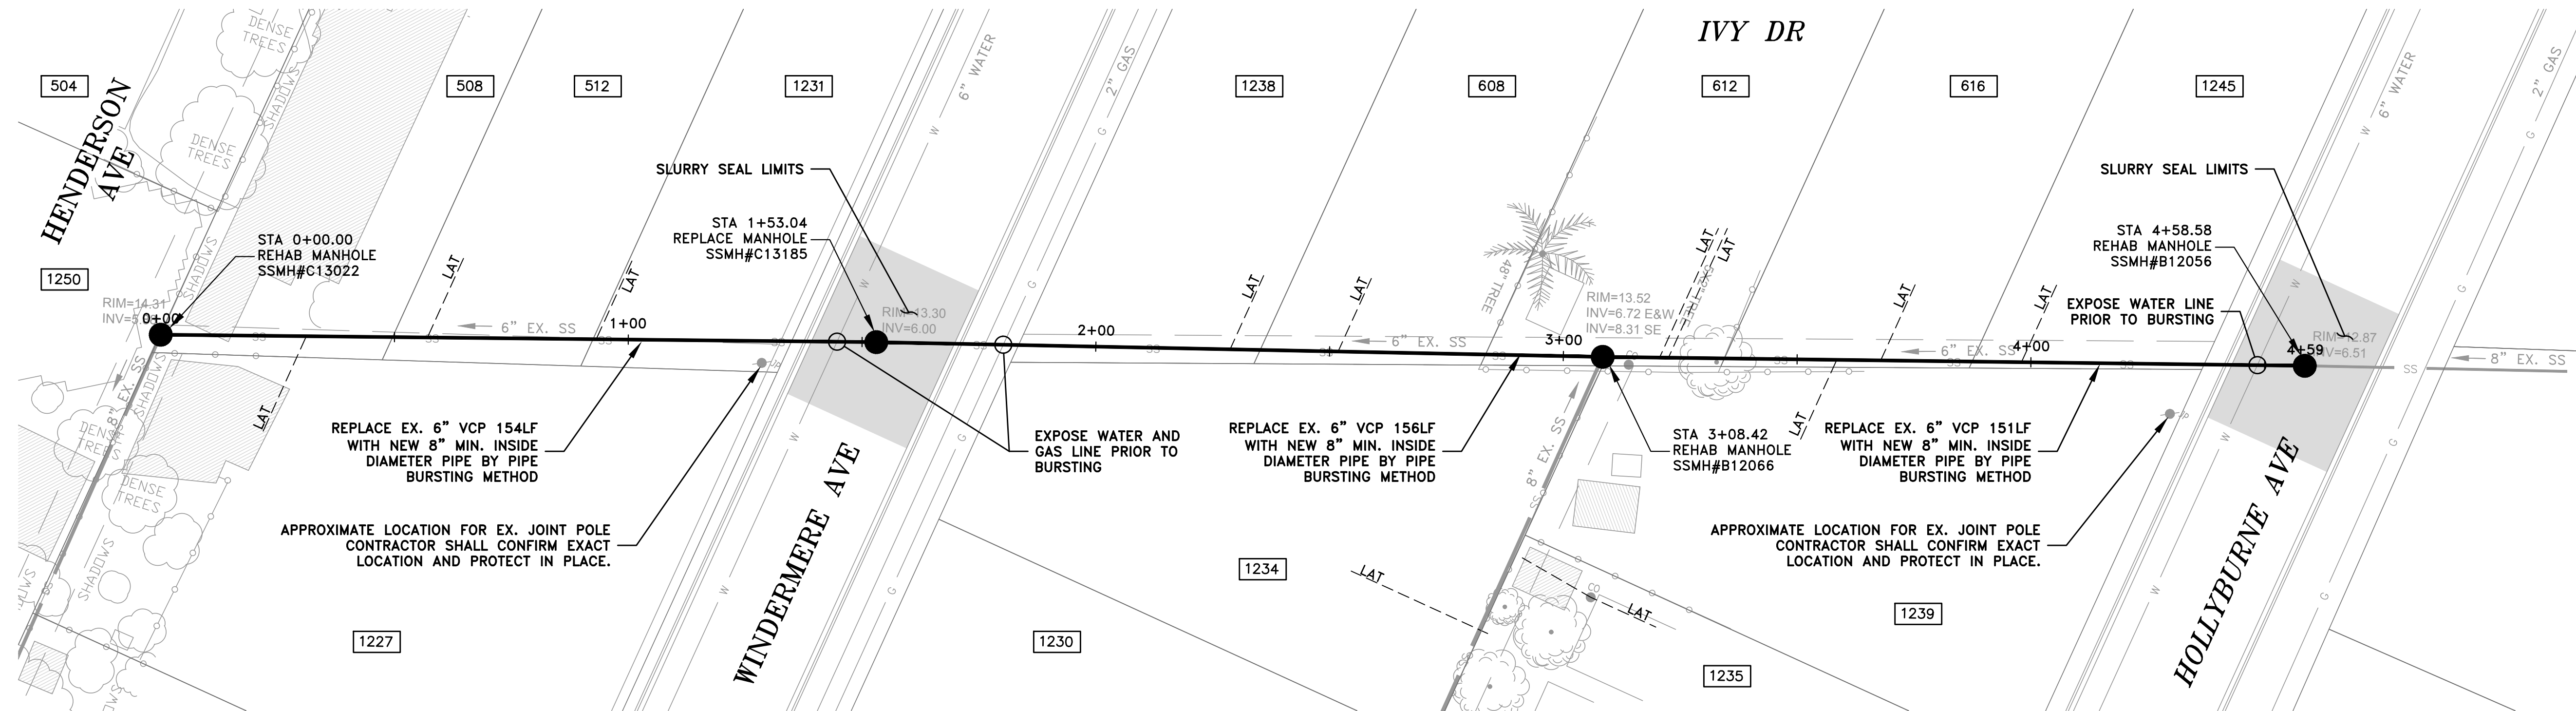 IVY DR
HENDERSON
AVE
WINDERMERE AVE
HOLLYBURNE AVE
504
508
512
1231
1238
608
612
616
1245
1250
1227
1230
1234
1235
1239
DENSE
TREES
DENSE
TREES
DENSE
TREES
SHADOWS
SHADOWS
SHADOWS
SHADOWS
SHADOWS
6" WATER
2" GAS
6" WATER
2" GAS
SLURRY SEAL LIMITS
STA 1+53.04
REPLACE MANHOLE
SSMH#C13185
STA 0+00.00
REHAB MANHOLE
SSMH#C13022
RIM=14.31
0+00
1+00
2+00
3+00
4+00
4+59
6" EX. SS
6" EX. SS
6" EX. SS
8" EX. SS
8" EX. SS
8" EX. SS
INV=6.00
RIM=13.52
INV=6.72 E&W
INV=8.31 SE
48" TREE
LAT
LAT
LAT
LAT
LAT
LAT
LAT
LAT
LAT
LAT
LAT
SLURRY SEAL LIMITS
STA 4+58.58
REHAB MANHOLE
SSMH#B12056
EXPOSE WATER LINE
PRIOR TO BURSTING
REPLACE EX. 6" VCP 154LF
WITH NEW 8" MIN. INSIDE
DIAMETER PIPE BY PIPE
BURSTING METHOD
EXPOSE WATER AND
GAS LINE PRIOR TO
BURSTING
REPLACE EX. 6" VCP 156LF
WITH NEW 8" MIN. INSIDE
DIAMETER PIPE BY PIPE
BURSTING METHOD
STA 3+08.42
REHAB MANHOLE
SSMH#B12066
REPLACE EX. 6" VCP 151LF
WITH NEW 8" MIN. INSIDE
DIAMETER PIPE BY PIPE
BURSTING METHOD
APPROXIMATE LOCATION FOR EX. JOINT POLE
CONTRACTOR SHALL CONFIRM EXACT
LOCATION AND PROTECT IN PLACE.
APPROXIMATE LOCATION FOR EX. JOINT POLE
CONTRACTOR SHALL CONFIRM EXACT
LOCATION AND PROTECT IN PLACE.
LAT
LAT